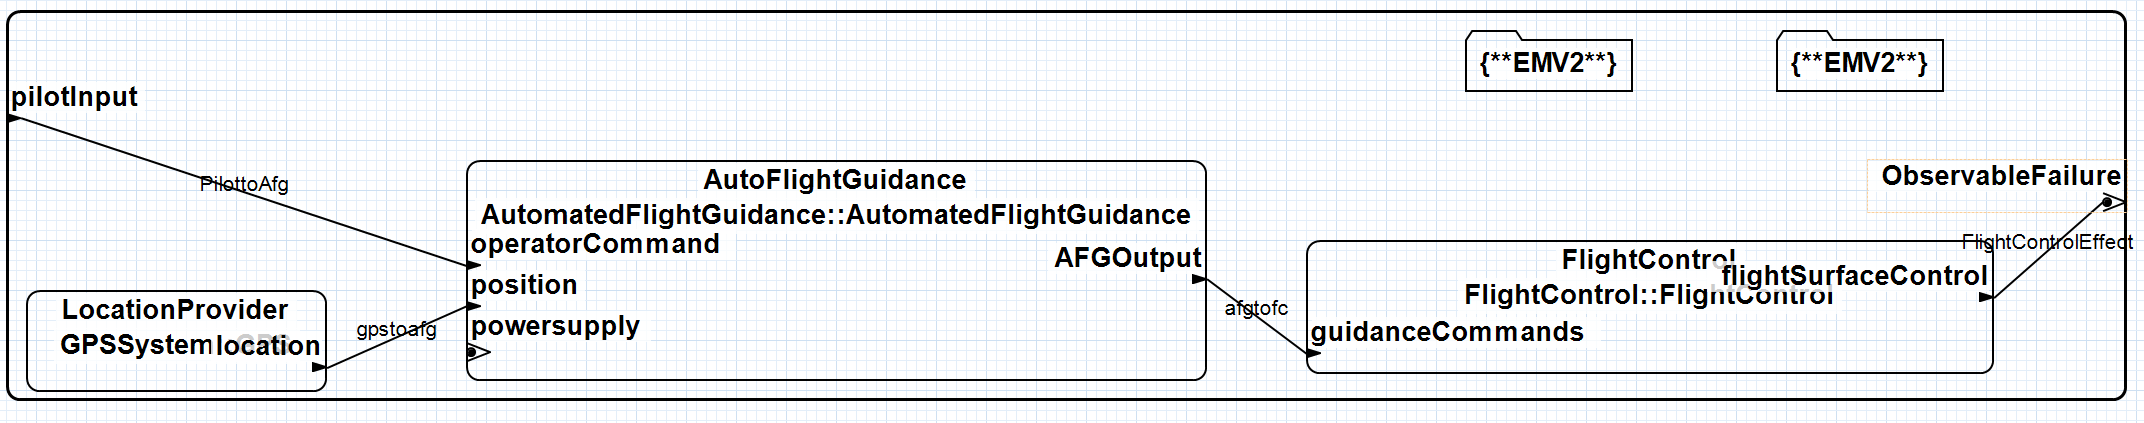 {**EMV2**}
{**EMV2**}
pilotInput
PilottoAfg
ObservableFailure
FlightControlEffect
AutoFlightGuidance
AutomatedFlightGuidance::AutomatedFlightGuidance
operatorCommand
AFGOutput
position
powersupply
LocationProvider
GPSSystem
location
gpstoafg
afgtofc
FlightControl
flightSurfaceControl
FlightControl::FlightControl
guidanceCommands